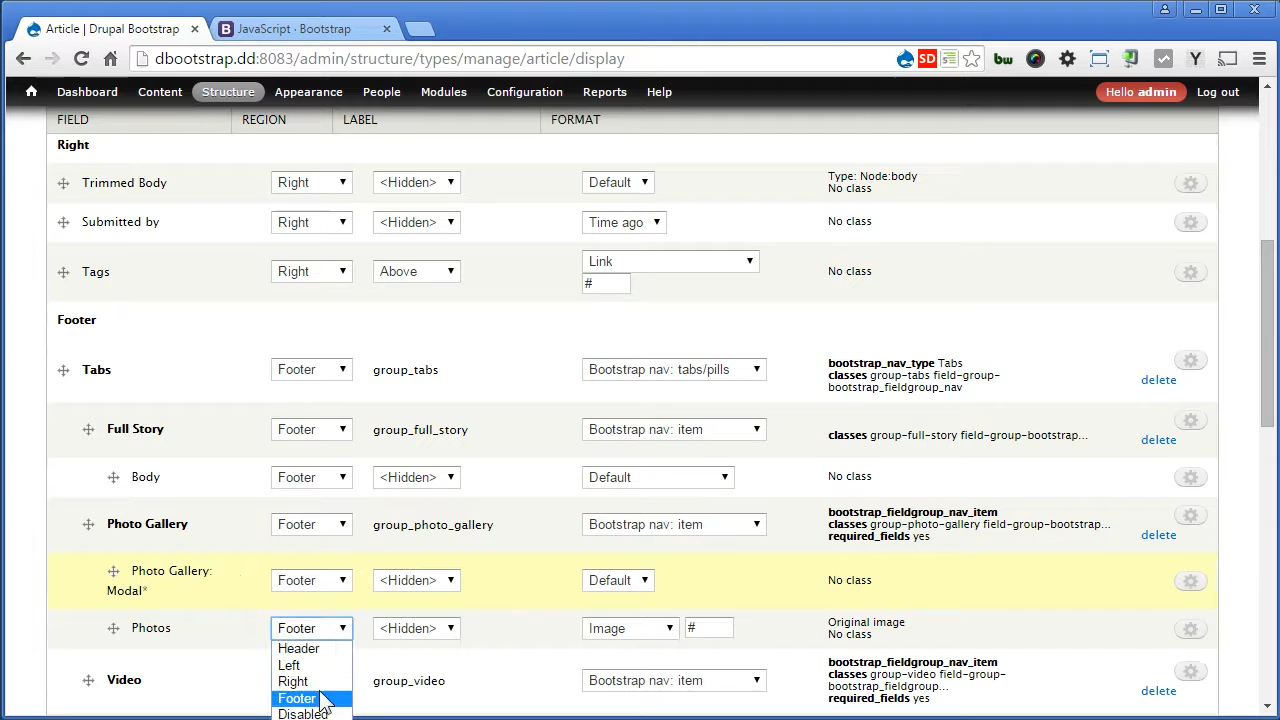 Article | Drupal Bootstrap
JavaScript · Bootstrap
dbootstrap.dd:8083/admin/structure/types/manage/article/display
Dashboard Content Structure Appearance People Modules Configuration Reports Help Hello admin Log out
FIELD REGION LABEL FORMAT
Right
Trimmed Body Right <Hidden> Default Type: Node:body
No class
Submitted by Right <Hidden> Time ago No class
Tags Right Above Link No class
#
Footer
Tabs Footer group_tabs Bootstrap nav: tabs/pills bootstrap_nav_type Tabs
classes group-tabs field-group-
bootstrap_fieldgroup_nav
delete
Full Story Footer group_full_story Bootstrap nav: item classes group-full-story field-group-bootstrap...
delete
Body Footer <Hidden> Default No class
Photo Gallery Footer group_photo_gallery Bootstrap nav: item bootstrap_fieldgroup_nav_item
classes group-photo-gallery field-group-bootstrap...
required_fields yes
delete
Photo Gallery:
Modal* Footer <Hidden> Default No class
Photos Footer <Hidden> Image # Original image
No class
Header
Left
Right
Footer
Disabled
Video group_video Bootstrap nav: item bootstrap_fieldgroup_nav_item
classes group-video field-group-
bootstrap_fieldgroup...
required_fields yes
delete